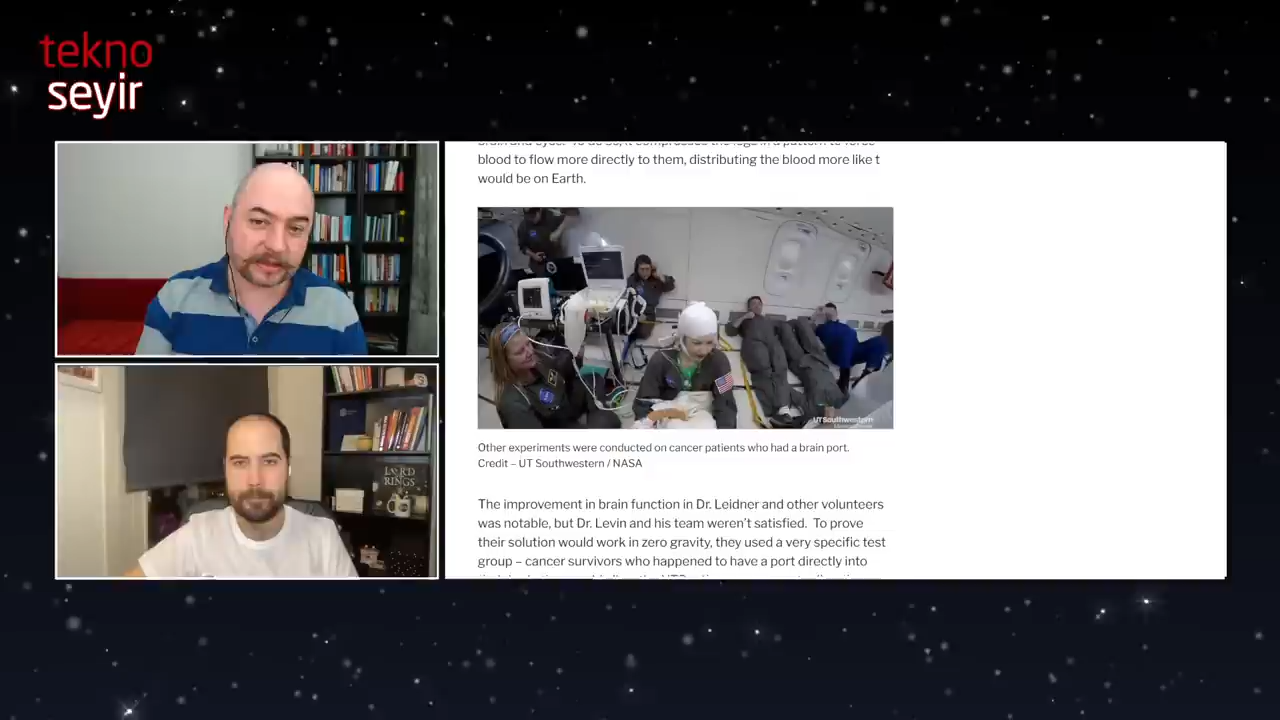 tekno
seyir
blood to flow more directly to them, distributing the blood more like t
would be on Earth.
UTSouthwestern
Other experiments were conducted on cancer patients who had a brain port.
Credit – UT Southwestern / NASA
The improvement in brain function in Dr. Leidner and other volunteers
was notable, but Dr. Levin and his team weren't satisfied.  To prove
their solution would work in zero gravity, they used a very specific test
group – cancer survivors who happened to have a port directly into
LORD
RINGS